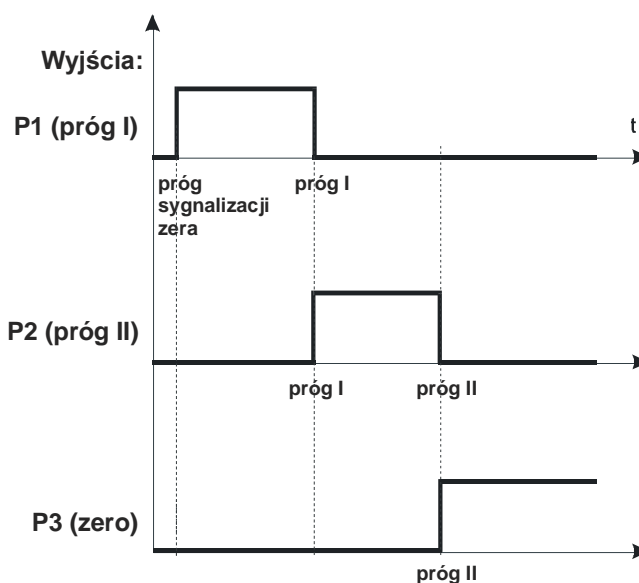 Wyjścia:
P1 (próg I)
t
próg
sygnalizacji
zera
próg I
P2 (próg II)
próg I
próg II
P3 (zero)
próg II